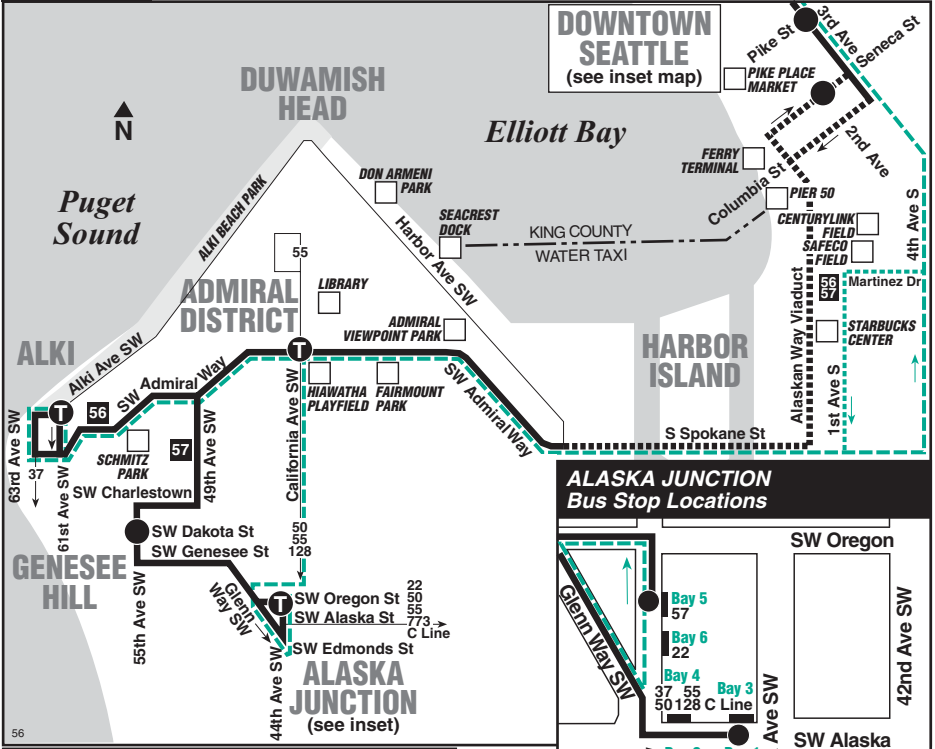 DOWNTOWN
SEATTLE
(see inset map)
Pike St
3rd Ave
Seneca St
PIKE PLACE
MARKET
DUWAMISH
HEAD
N
Elliott Bay
2nd Ave
FERRY
TERMINAL
Columbia St
DON ARMENI
PARK
ALKI BEACH PARK
Puget
Sound
PIER 50
SEACREST
DOCK
Harbor Ave SW
KING COUNTY
WATER TAXI
CENTURYLINK
FIELD
SAFECO
FIELD
4th Ave S
55
56
57
Martinez Dr
ADMIRAL
DISTRICT
LIBRARY
ADMIRAL
VIEWPOINT PARK
Alaskan Way Viaduct
STARBUCKS
CENTER
HARBOR
ISLAND
1st Ave S
ALKI
Alki Ave SW
T
T
SW Admiral Way
56
HIAWATHA
PLAYFIELD
FAIRMOUNT
PARK
SW Admiral Way
S Spokane St
63rd Ave SW
57
SCHMITZ
PARK
37
61st Ave SW
49th Ave SW
California Ave SW
SW Charlestown
SW Dakota St
SW Genesee St
50
55
128
GENESEE
HILL
55th Ave SW
Glenn
Way SW
T
SW Oregon St
SW Alaska St
22
50
55
773
C Line
SW Edmonds St
44th Ave SW
ALASKA
JUNCTION
(see inset)
56
ALASKA JUNCTION
Bus Stop Locations
SW Oregon
Glenn Way SW
Bay 5
57
Bay 6
22
Bay 4
37 55
50 128
Bay 3
C Line
Ave SW
42nd Ave SW
SW Alaska